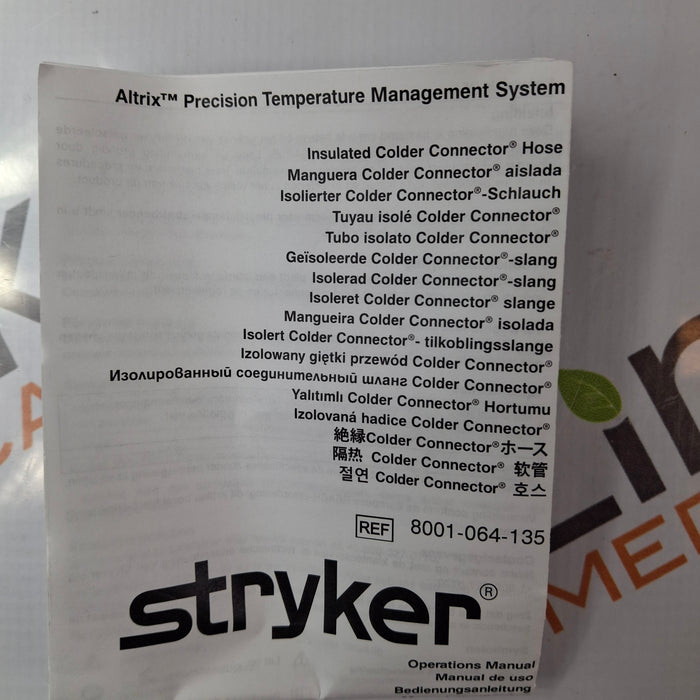 Altrix™ Precision Temperature Management System
Insulated Colder Connector® Hose
Manguera Colder Connector® aislada
Isolierter Colder Connector®-Schlauch
Tuyau isolé Colder Connector®
Tubo isolato Colder Connector®
Geïsoleerde Colder Connector®-slang
Isolerad Colder Connector®-slang
Isoleret Colder Connector® slange
Mangueira Colder Connector® isolada
Isolert Colder Connector®- tilkoblingsslange
Izolowany giętki przewód Colder Connector®
Изолированный соединительный шланг Colder Connector®
Yalıtımlı Colder Connector® Hortumu
Izolovaná hadice Colder Connector®
絶縁Colder Connector®ホース
隔热 Colder Connector® 软管
절연 Colder Connector® 호스
REF 8001-064-135
stryker®
Operations Manual
Manual de uso
Bedienungsanleitung
MED